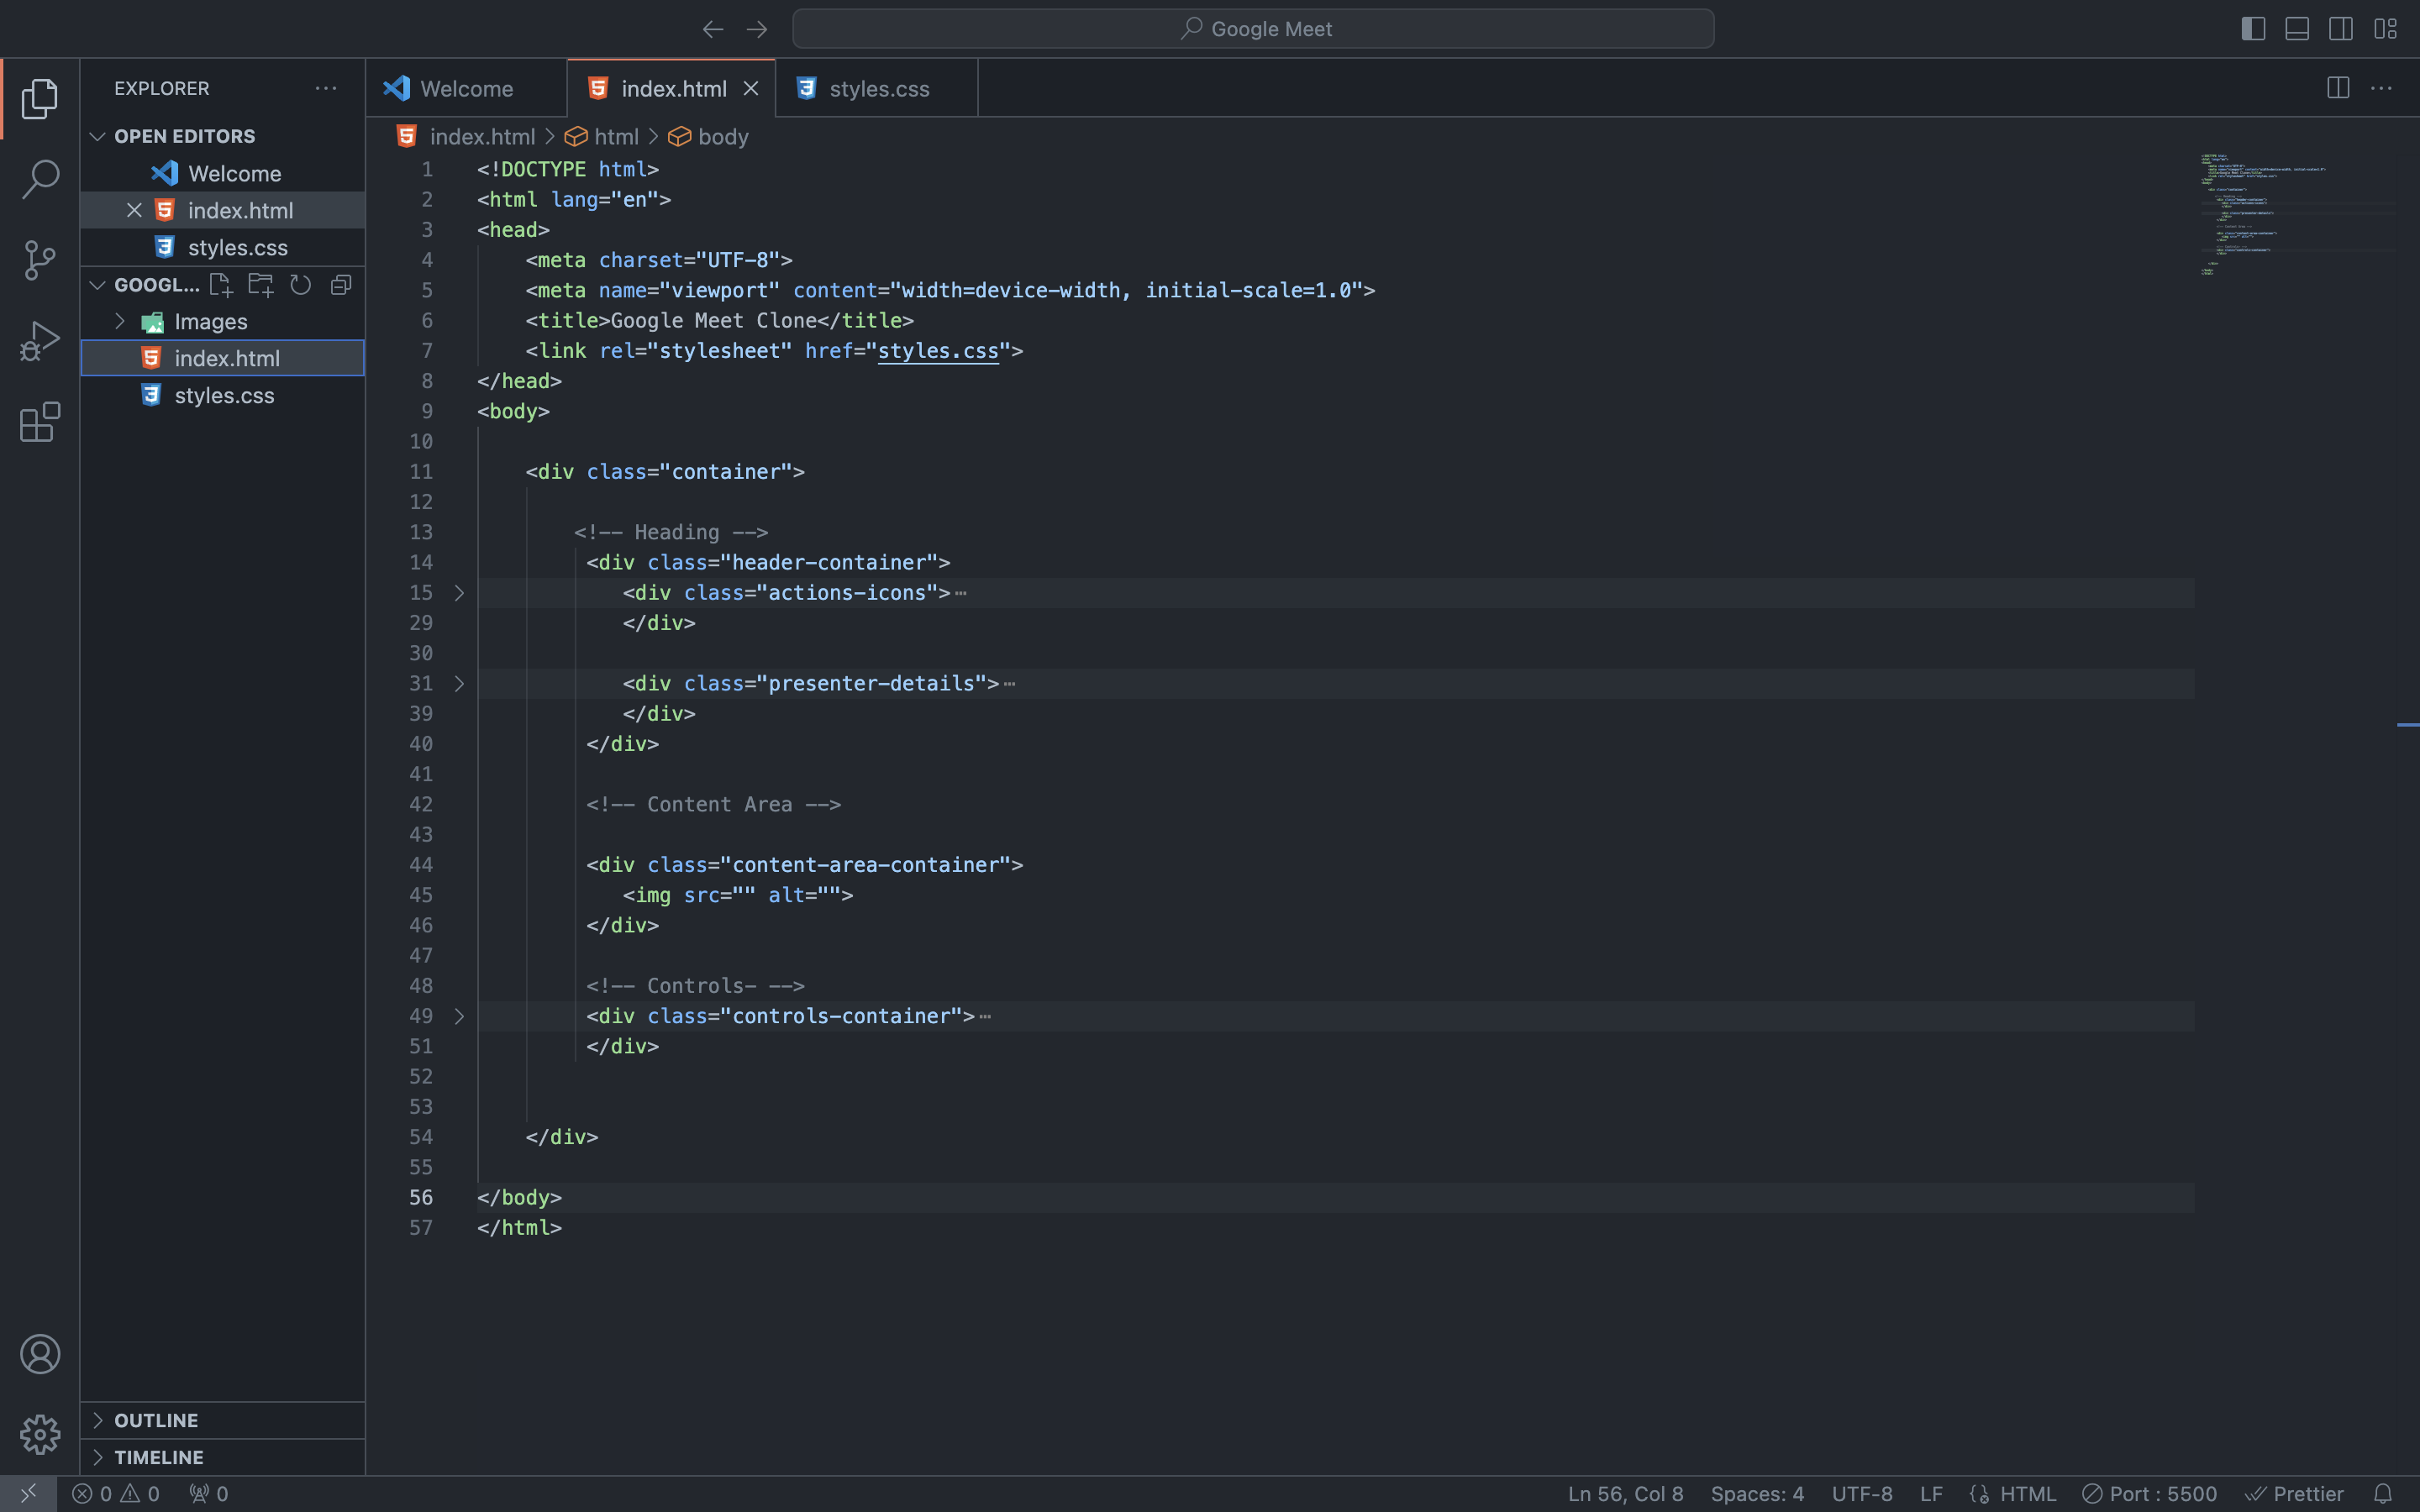 Google Meet
EXPLORER
Welcome
index.html
styles.css
OPEN EDITORS
Welcome
index.html
styles.css
GOOGL...
Images
index.html
styles.css
OUTLINE
TIMELINE
index.html > html > body
1 <!DOCTYPE html>
2 <html lang="en">
3 <head>
4 <meta charset="UTF-8">
5 <meta name="viewport" content="width=device-width, initial-scale=1.0">
6 <title>Google Meet Clone</title>
7 <link rel="stylesheet" href="styles.css">
8 </head>
9 <body>
10
11 <div class="container">
12
13 <!-- Heading -->
14 <div class="header-container">
15 <div class="actions-icons">…
29 </div>
30
31 <div class="presenter-details">…
39 </div>
40 </div>
41
42 <!-- Content Area -->
43
44 <div class="content-area-container">
45 <img src="" alt="">
46 </div>
47
48 <!-- Controls- -->
49 <div class="controls-container">…
51 </div>
52
53
54 </div>
55
56 </body>
57 </html>
0 0 0 Ln 56, Col 8 Spaces: 4 UTF-8 LF HTML Port : 5500 Prettier